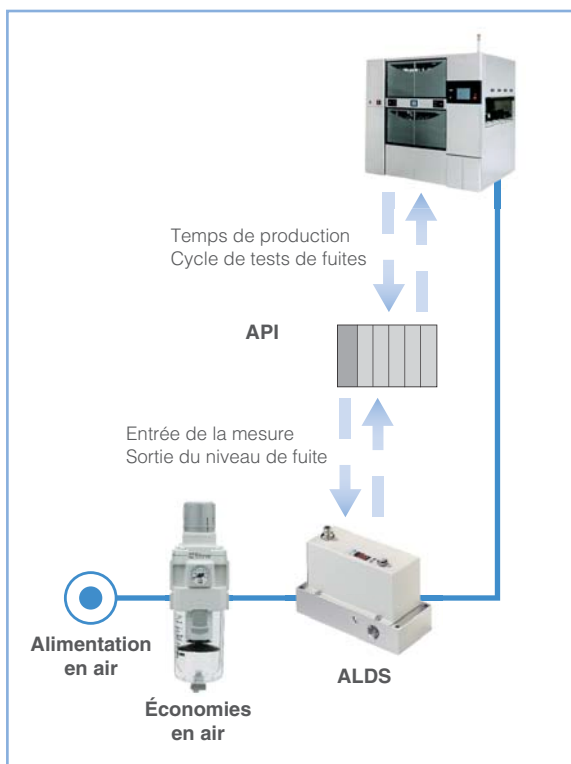 Temps de production
Cycle de tests de fuites
API
Entrée de la mesure
Sortie du niveau de fuite
Alimentation
en air
Économies
en air
ALDS